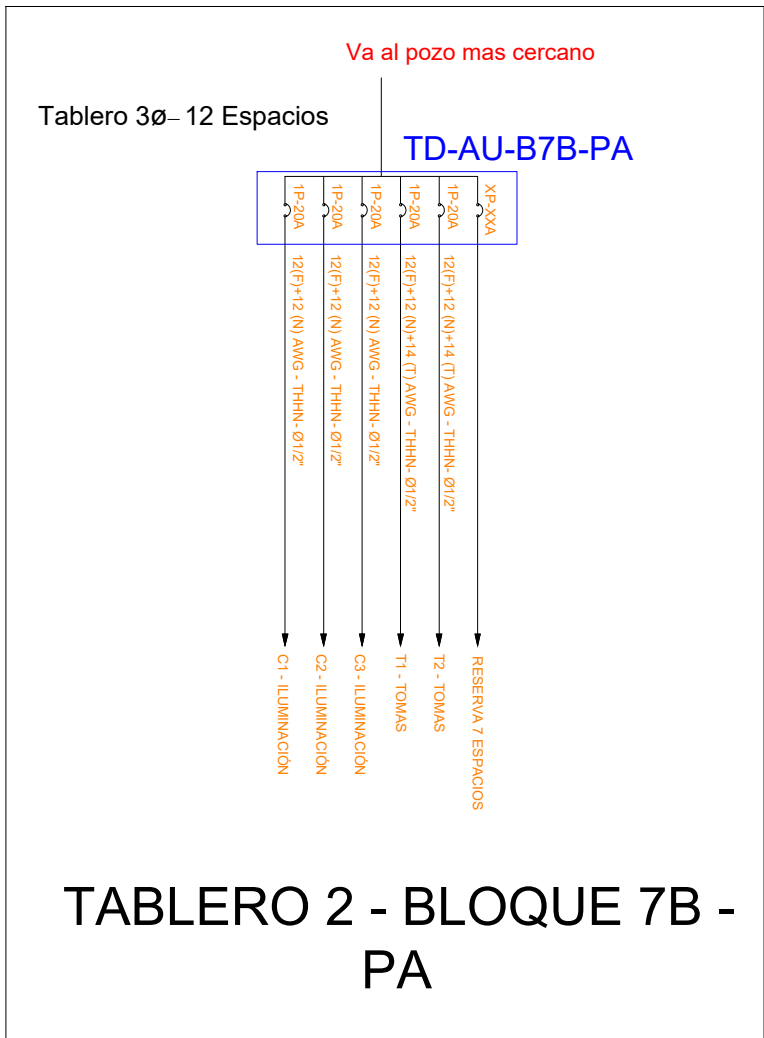 Va al pozo mas cercano
Tablero 3ø– 12 Espacios
TD-AU-B7B-PA
1P-20A
1P-20A
1P-20A
1P-20A
1P-20A
XP-XXA
12(F)+12 (N) AWG - THHN- Ø1/2"
12(F)+12 (N) AWG - THHN- Ø1/2"
12(F)+12 (N) AWG - THHN- Ø1/2"
12(F)+12 (N)+14 (T) AWG - THHN- Ø1/2"
12(F)+12 (N)+14 (T) AWG - THHN- Ø1/2"
C1 - ILUMINACIÓN
C2 - ILUMINACIÓN
C3 - ILUMINACIÓN
T1 - TOMAS
T2 - TOMAS
RESERVA 7 ESPACIOS
TABLERO 2 - BLOQUE 7B -
PA